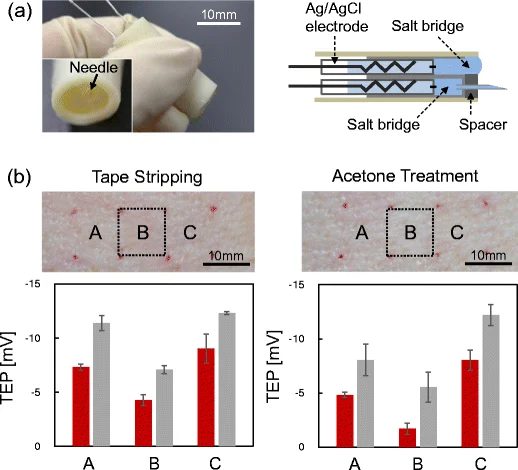 (a)
10mm
Needle
Ag/AgCl
electrode
Salt bridge
Salt bridge
Spacer
(b)
Tape Stripping
Acetone Treatment
A B C
10mm
A B C
10mm
TEP [mV]
-15
-10
-5
0
A B C
TEP [mV]
-15
-10
-5
0
A B C